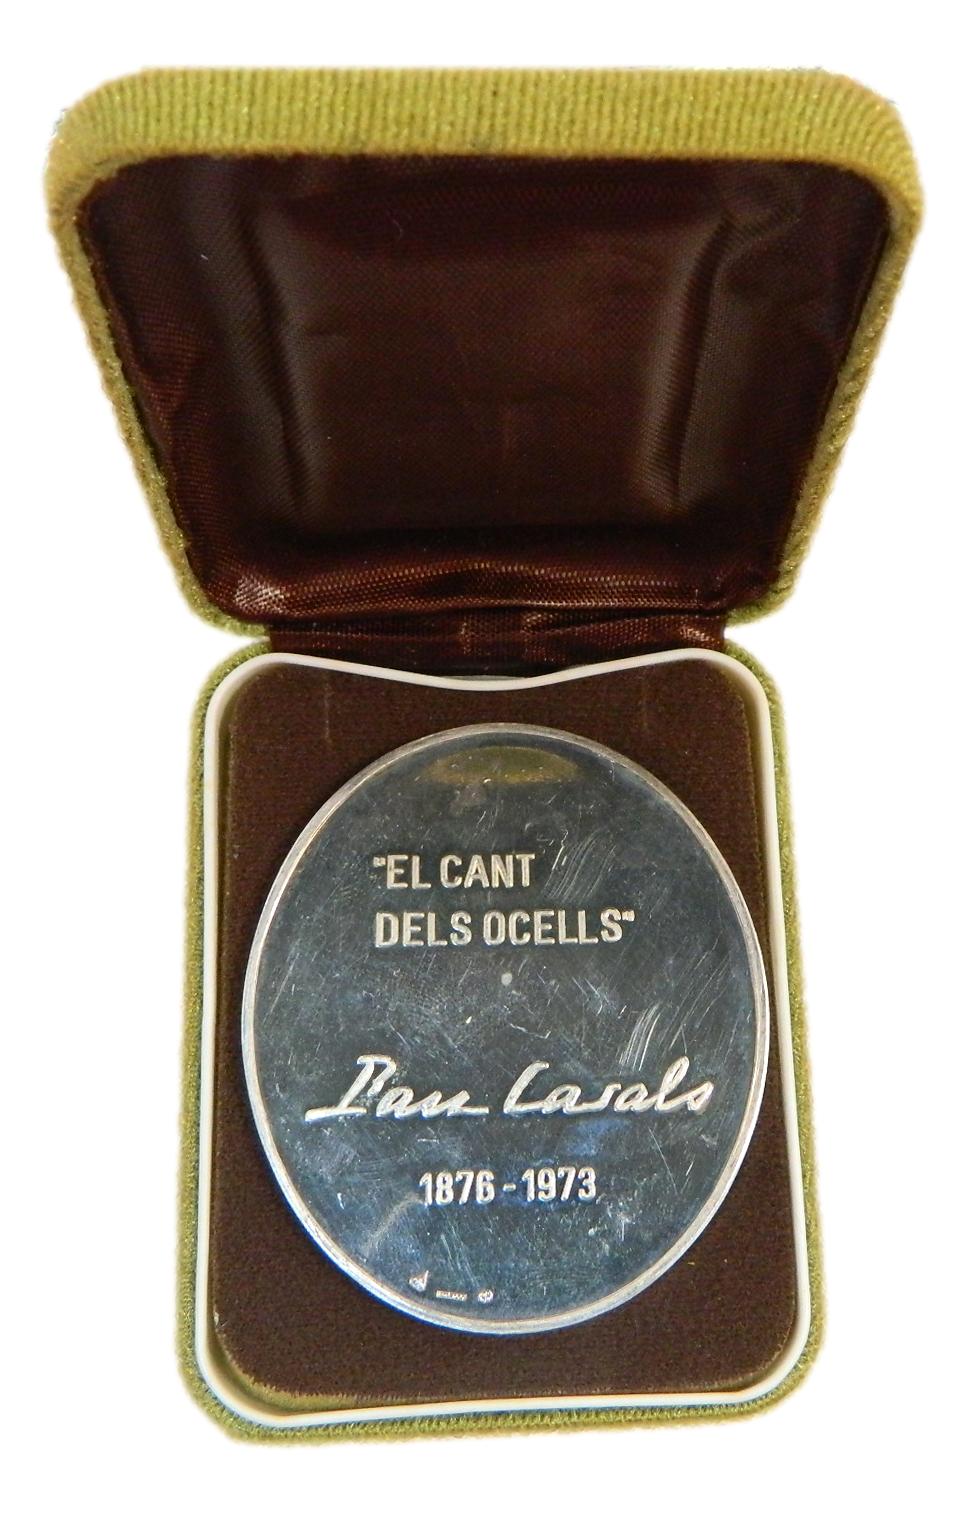 "EL CANT
DELS OCELLS"
Pau Casals
1876-1973